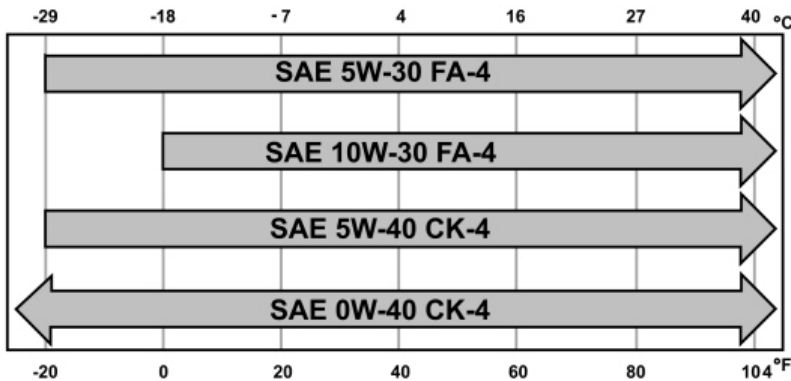 -29 -18 -7 4 16 27 40 °C
SAE 5W-30 FA-4
SAE 10W-30 FA-4
SAE 5W-40 CK-4
SAE 0W-40 CK-4
-20 0 20 40 60 80 104 °F